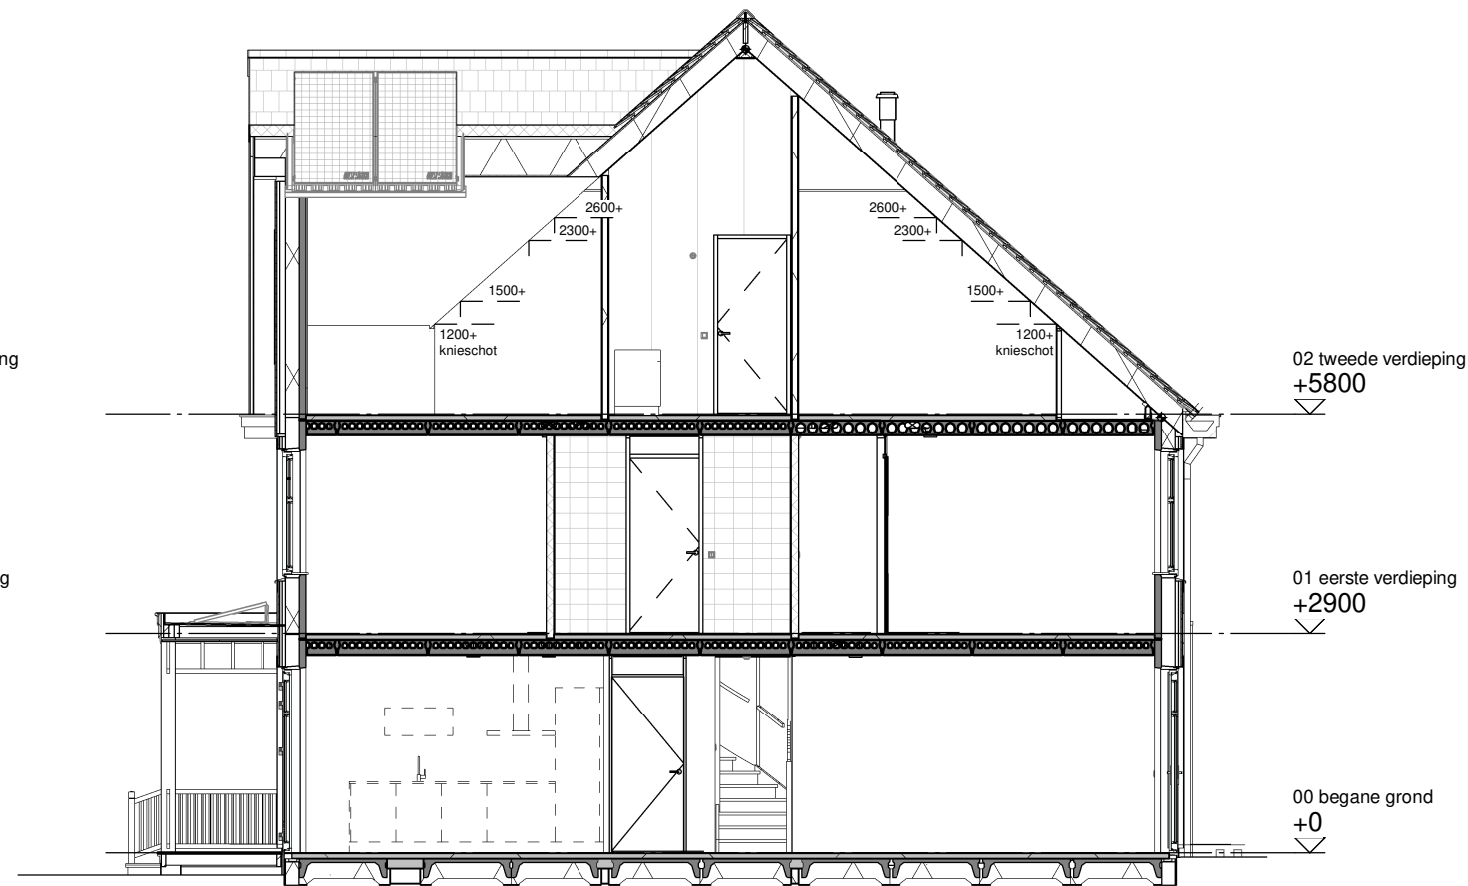 2600+
2300+
1500+
1200+
knieschot
2600+
2300+
1500+
1200+
knieschot
ng
02 tweede verdieping
+5800
g
01 eerste verdieping
+2900
00 begane grond
+0